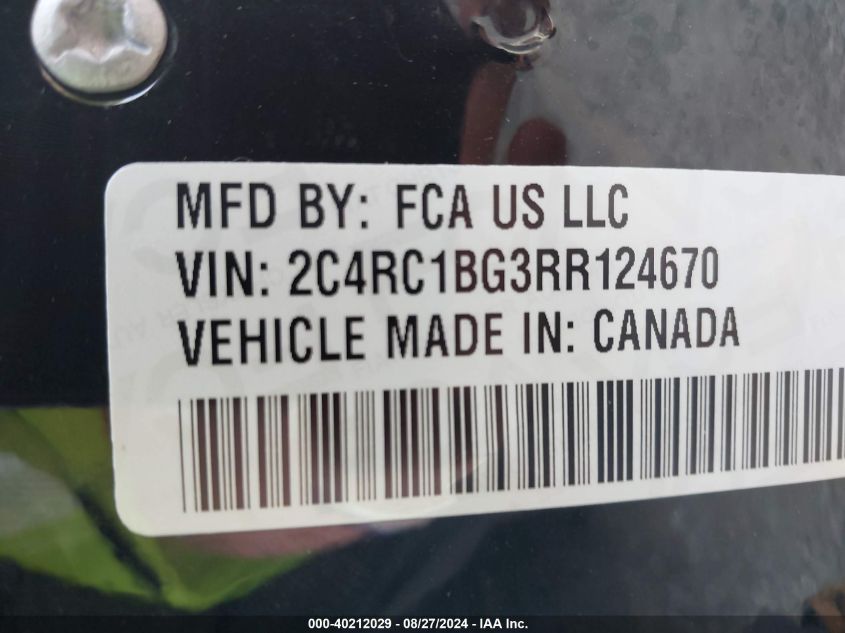 MFD BY: FCA US LLC
VIN: 2C4RC1BG3RR124670
VEHICLE MADE IN: CANADA
000-40212029 - 08/27/2024 - IAA Inc.